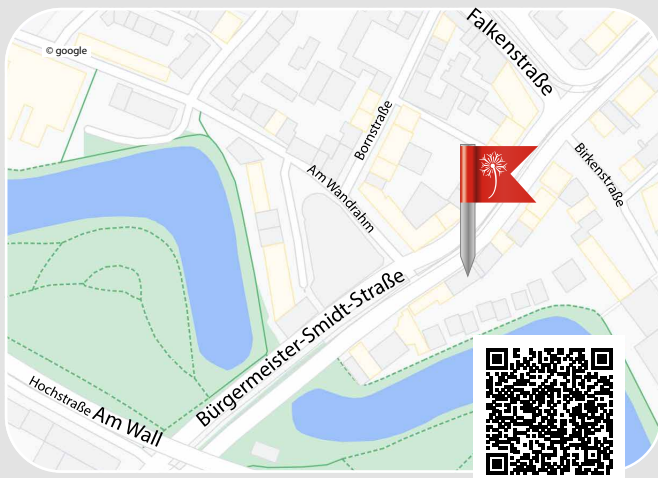 Falkenstraße
© google
Bornstraße
Birkenstraße
Am Wandrahm
Bürgermeister-Smidt-Straße
Hochstraße
Am Wall